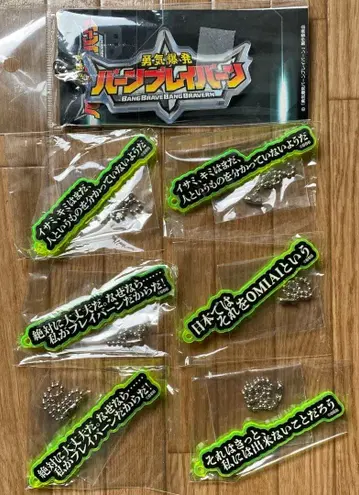 勇気爆発
バーンブレイバーン
BANG BRAVE BANG BRAVERN
イサミ、キミはまだ、
人というものを分かっていないようだ
イサミ、キミはまだ、
人というものを分かっていないようだ
絶対に大丈夫だ。なぜなら……
私がブレイバーンだからだ!
日本では
それをOMIAIという
絶対に大丈夫だ。なぜなら……
私がブレイバーンだからだ!
それはきっと、
私には出来ないことだろう